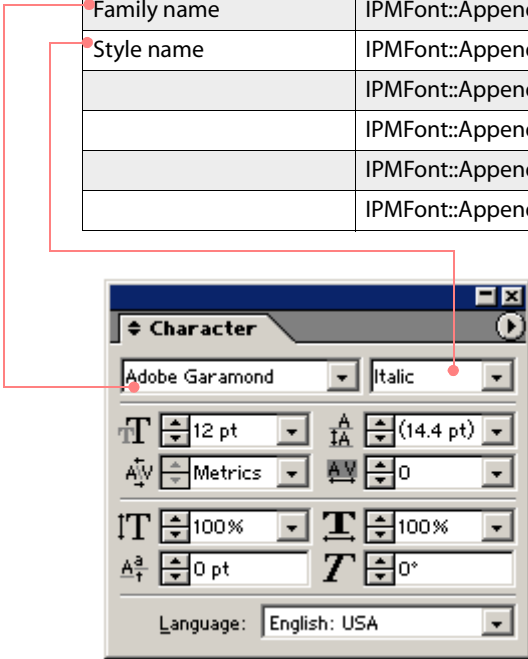 Family name IPMFont::Appen
Style name IPMFont::Appen
IPMFont::Appen
IPMFont::Appen
IPMFont::Appen
IPMFont::Appen
Character
Adobe Garamond Italic
12 pt (14.4 pt)
Metrics 0
100% 100%
0 pt 0°
Language: English: USA